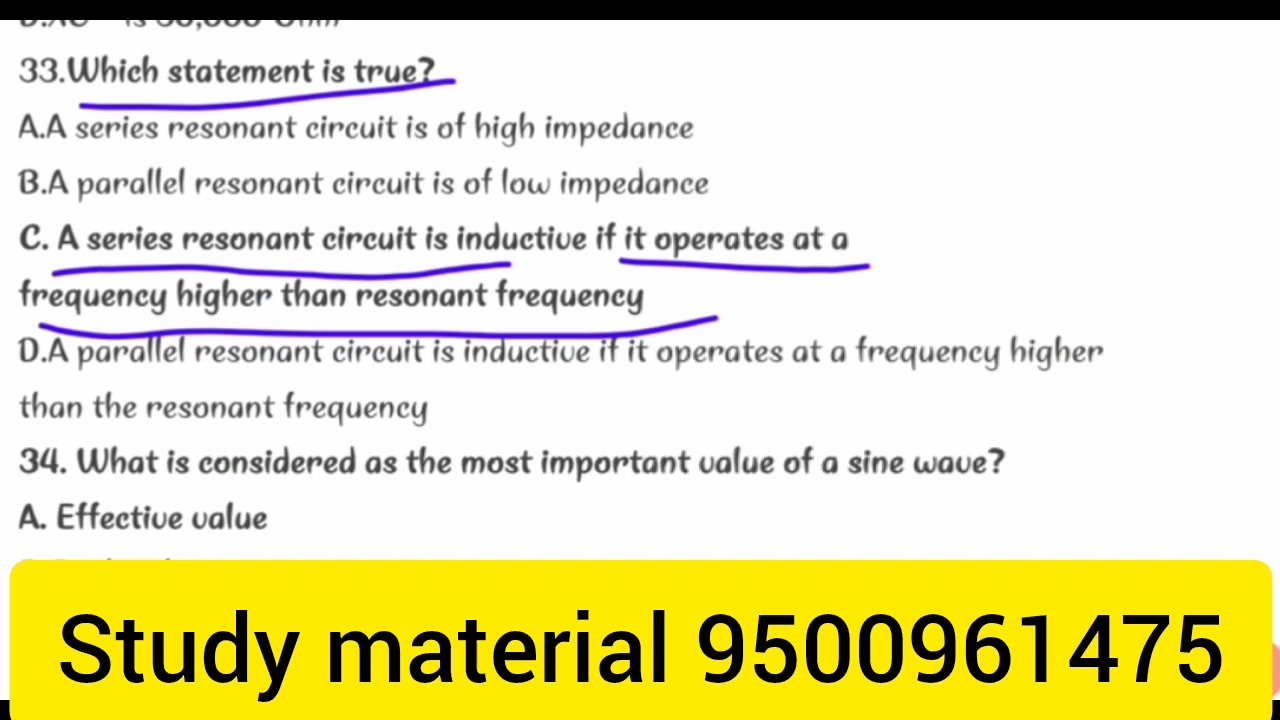 33.Which statement is true?
A.A series resonant circuit is of high impedance
B.A parallel resonant circuit is of low impedance
C. A series resonant circuit is inductive if it operates at a
frequency higher than resonant frequency
D.A parallel resonant circuit is inductive if it operates at a frequency higher
than the resonant frequency
34. What is considered as the most important value of a sine wave?
A. Effective value
Study material 9500961475